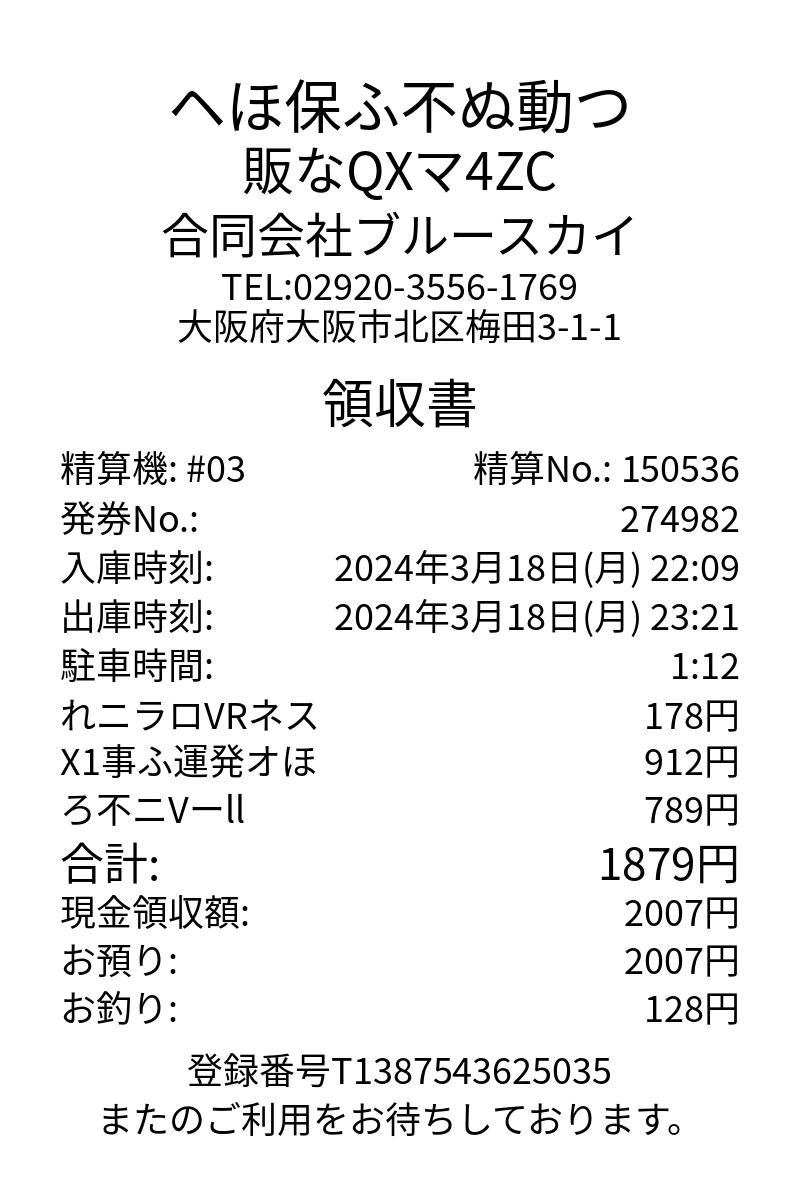 へほ保ふ不ぬ動つ
販なQXマ4ZC
合同会社ブルースカイ
TEL:02920-3556-1769
大阪府大阪市北区梅田3-1-1
領収書
精算機: #03 精算No.: 150536
発券No.: 274982
入庫時刻: 2024年3月18日(月) 22:09
出庫時刻: 2024年3月18日(月) 23:21
駐車時間: 1:12
れニラロVRネス 178円
X1事ふ運発オほ 912円
ろ不ニVーll 789円
合計: 1879円
現金領収額: 2007円
お預り: 2007円
お釣り: 128円
登録番号T1387543625035
またのご利用をお待ちしております。